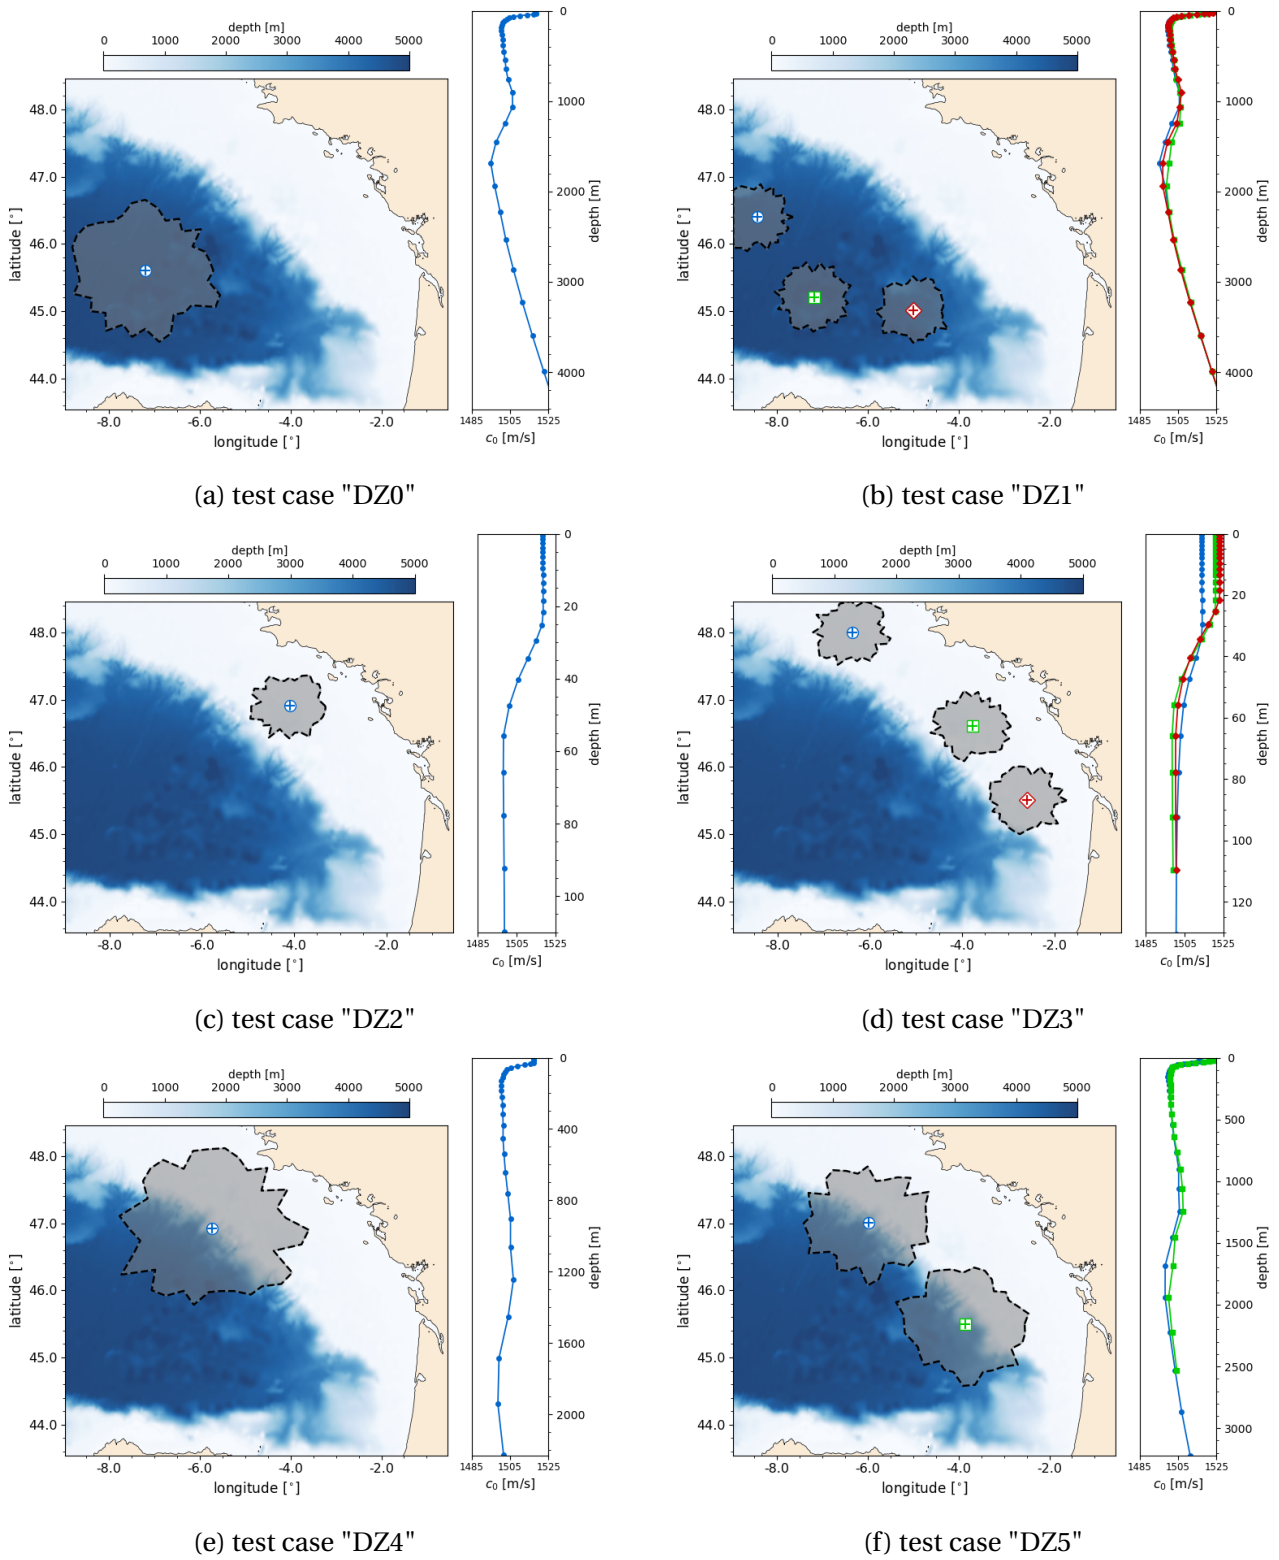 depth [m]
0 1000 2000 3000 4000 5000
48.0
47.0
46.0
45.0
44.0
latitude [°]
-8.0 -6.0 -4.0 -2.0
longitude [°]
0
1000
2000
3000
4000
depth [m]
1485 1505 1525
c₀ [m/s]
(a) test case "DZ0"
depth [m]
0 1000 2000 3000 4000 5000
48.0
47.0
46.0
45.0
44.0
latitude [°]
-8.0 -6.0 -4.0 -2.0
longitude [°]
0
1000
2000
3000
4000
depth [m]
1485 1505 1525
c₀ [m/s]
(b) test case "DZ1"
depth [m]
0 1000 2000 3000 4000 5000
48.0
47.0
46.0
45.0
44.0
latitude [°]
-8.0 -6.0 -4.0 -2.0
longitude [°]
0
20
40
60
80
100
depth [m]
1485 1505 1525
c₀ [m/s]
(c) test case "DZ2"
depth [m]
0 1000 2000 3000 4000 5000
48.0
47.0
46.0
45.0
44.0
latitude [°]
-8.0 -6.0 -4.0 -2.0
longitude [°]
0
20
40
60
80
100
120
depth [m]
1485 1505 1525
c₀ [m/s]
(d) test case "DZ3"
depth [m]
0 1000 2000 3000 4000 5000
48.0
47.0
46.0
45.0
44.0
latitude [°]
-8.0 -6.0 -4.0 -2.0
longitude [°]
0
400
800
1200
1600
2000
depth [m]
1485 1505 1525
c₀ [m/s]
(e) test case "DZ4"
depth [m]
0 1000 2000 3000 4000 5000
48.0
47.0
46.0
45.0
44.0
latitude [°]
-8.0 -6.0 -4.0 -2.0
longitude [°]
0
500
1000
1500
2000
2500
3000
depth [m]
1485 1505 1525
c₀ [m/s]
(f) test case "DZ5"